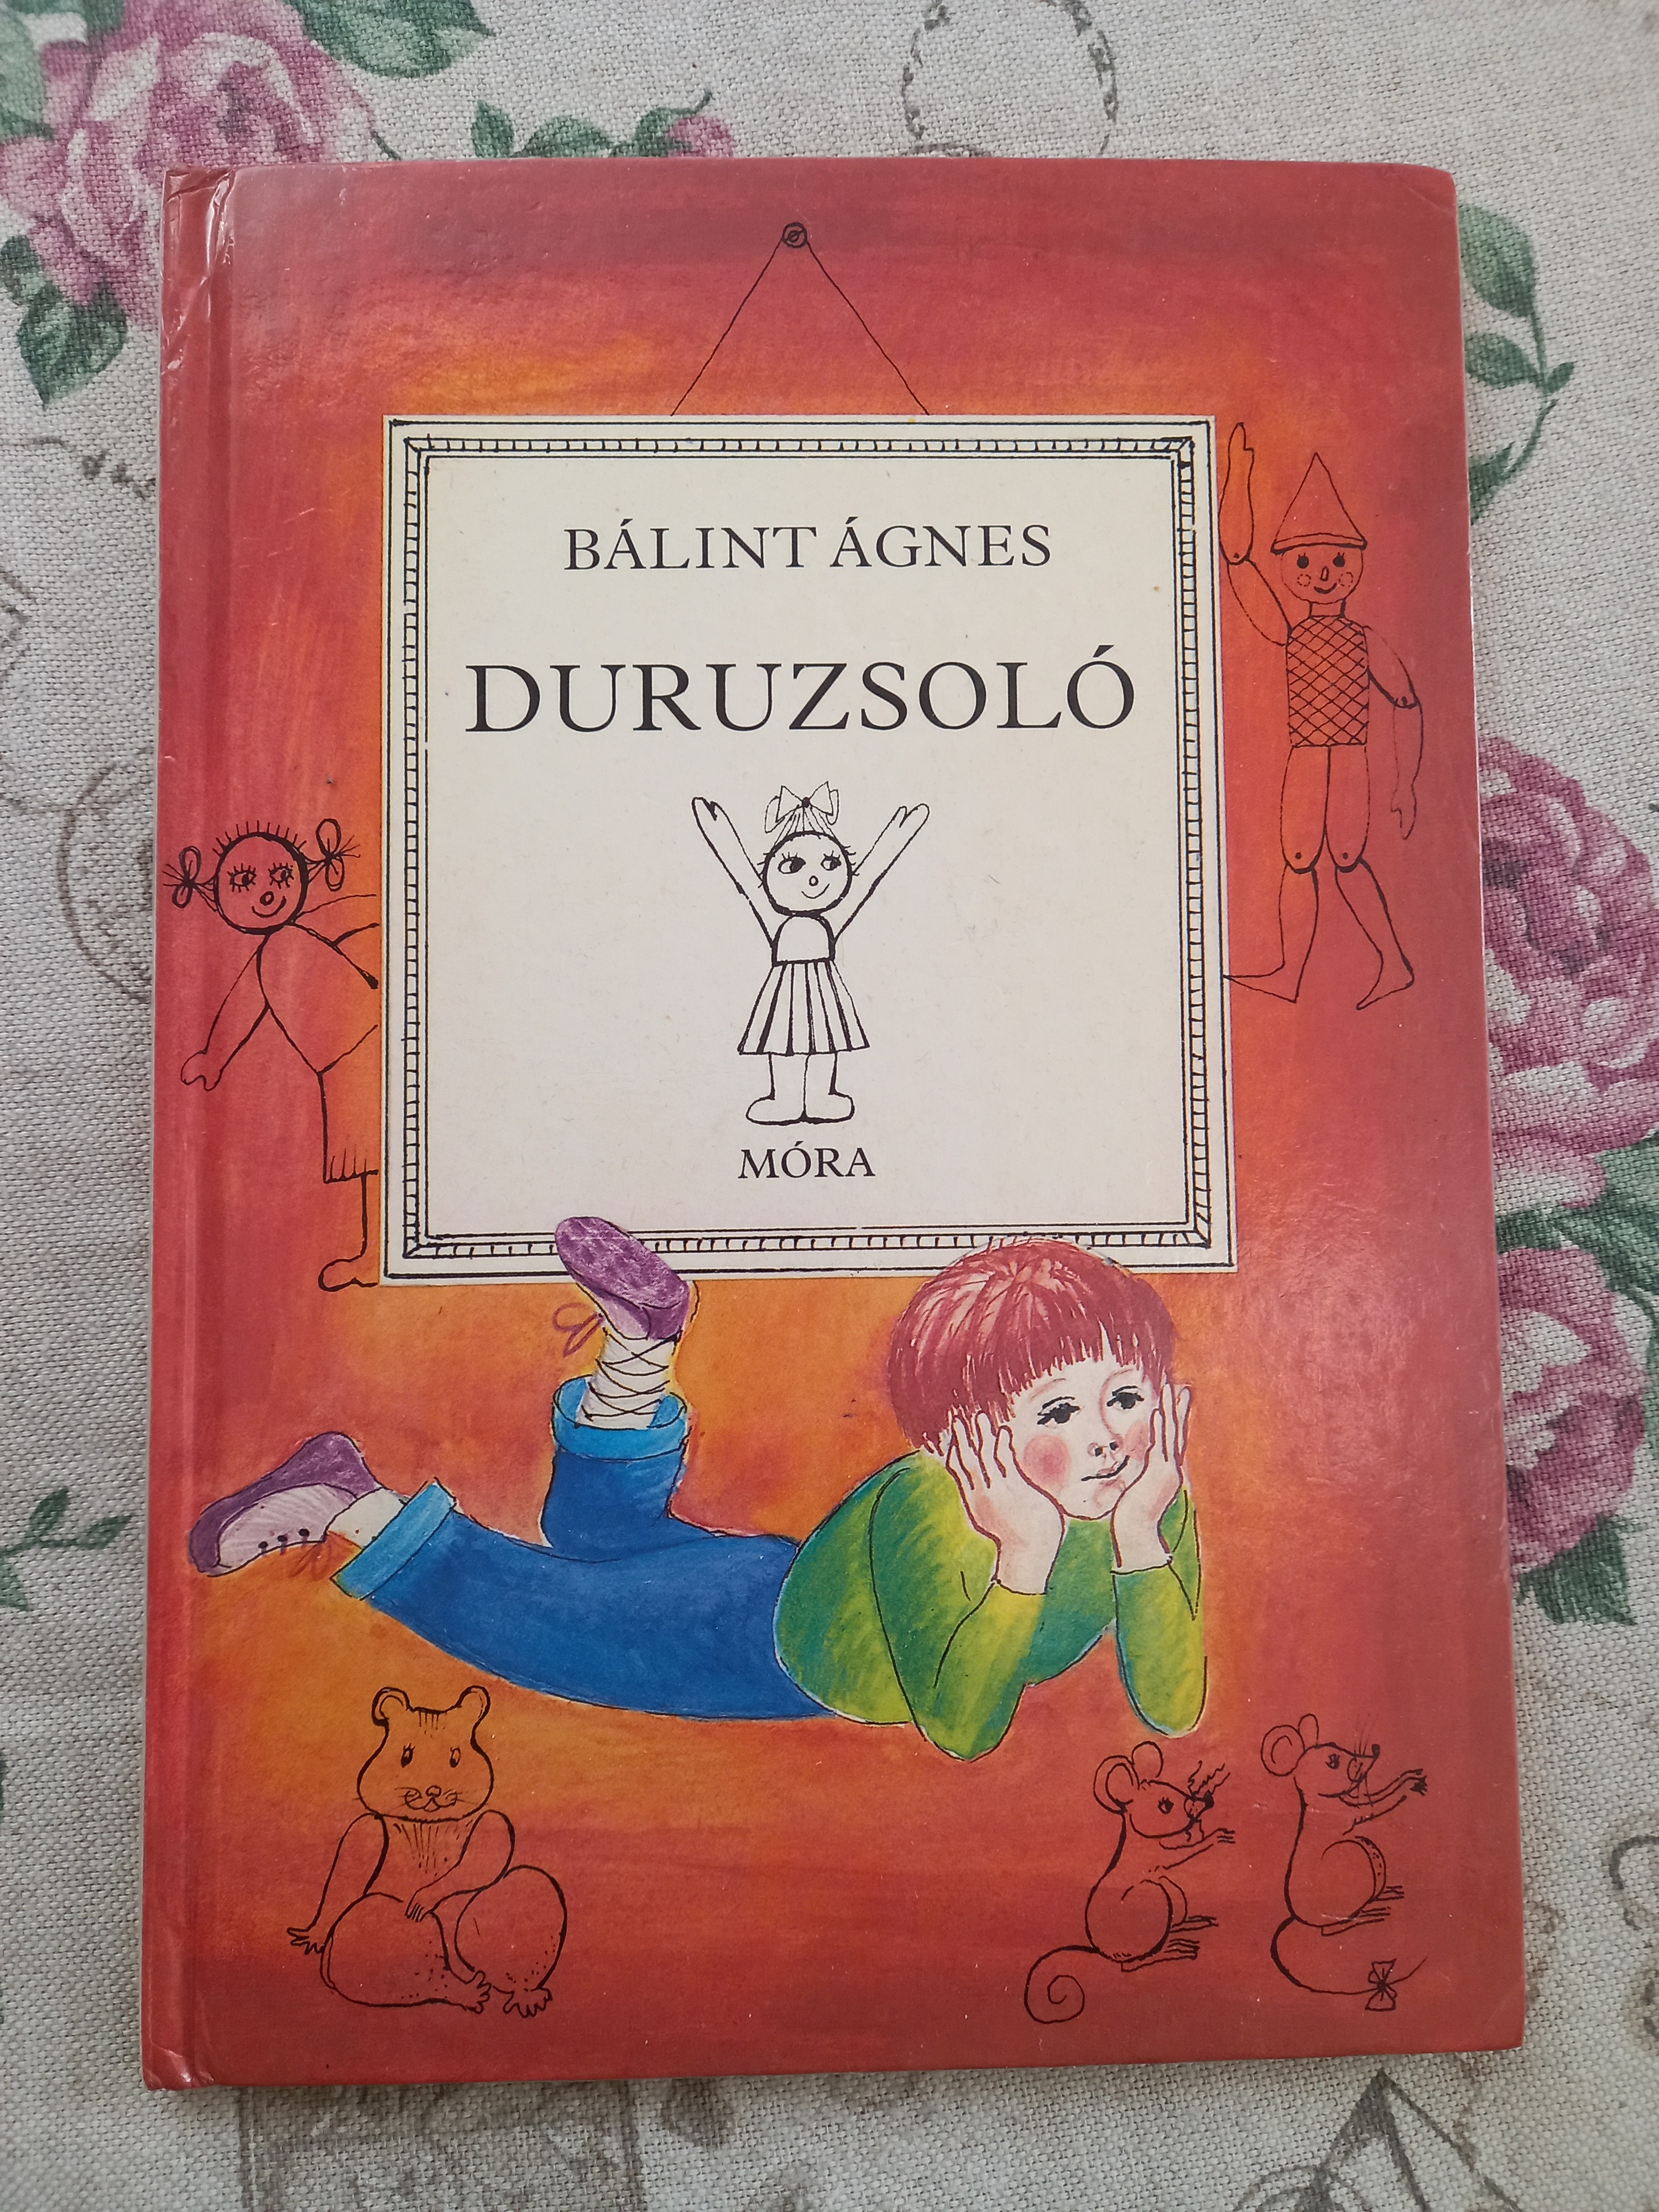 BÁLINT ÁGNES
DURUZSOLÓ
MÓRA